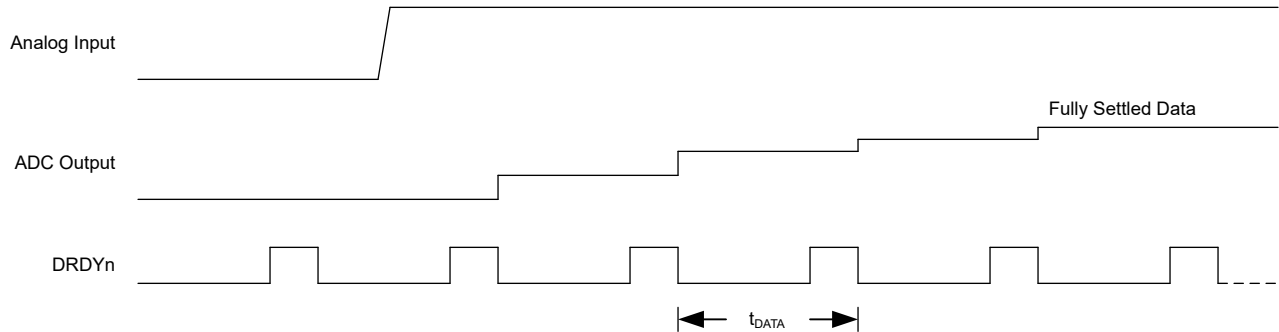 Analog Input
Fully Settled Data
ADC Output
DRDYn
tDATA